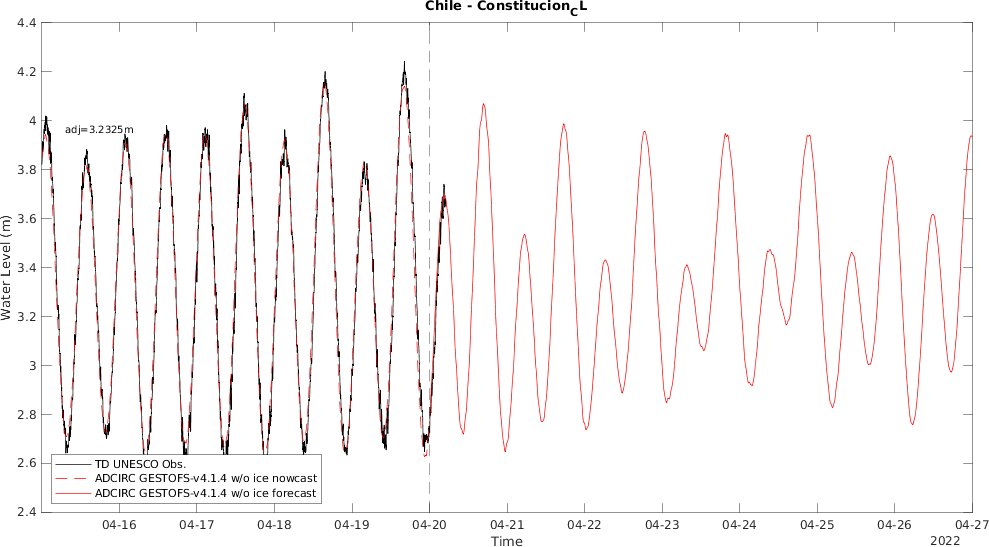 Chile - ConstitucionCL
4.4
4.2
4
3.8
3.6
3.4
3.2
3
2.8
2.6
2.4
Water Level (m)
adj=3.2325m
TD UNESCO Obs.
ADCIRC GESTOFS-v4.1.4 w/o ice nowcast
ADCIRC GESTOFS-v4.1.4 w/o ice forecast
04-16 04-17 04-18 04-19 04-20 04-21 04-22 04-23 04-24 04-25 04-26 04-27
Time
2022